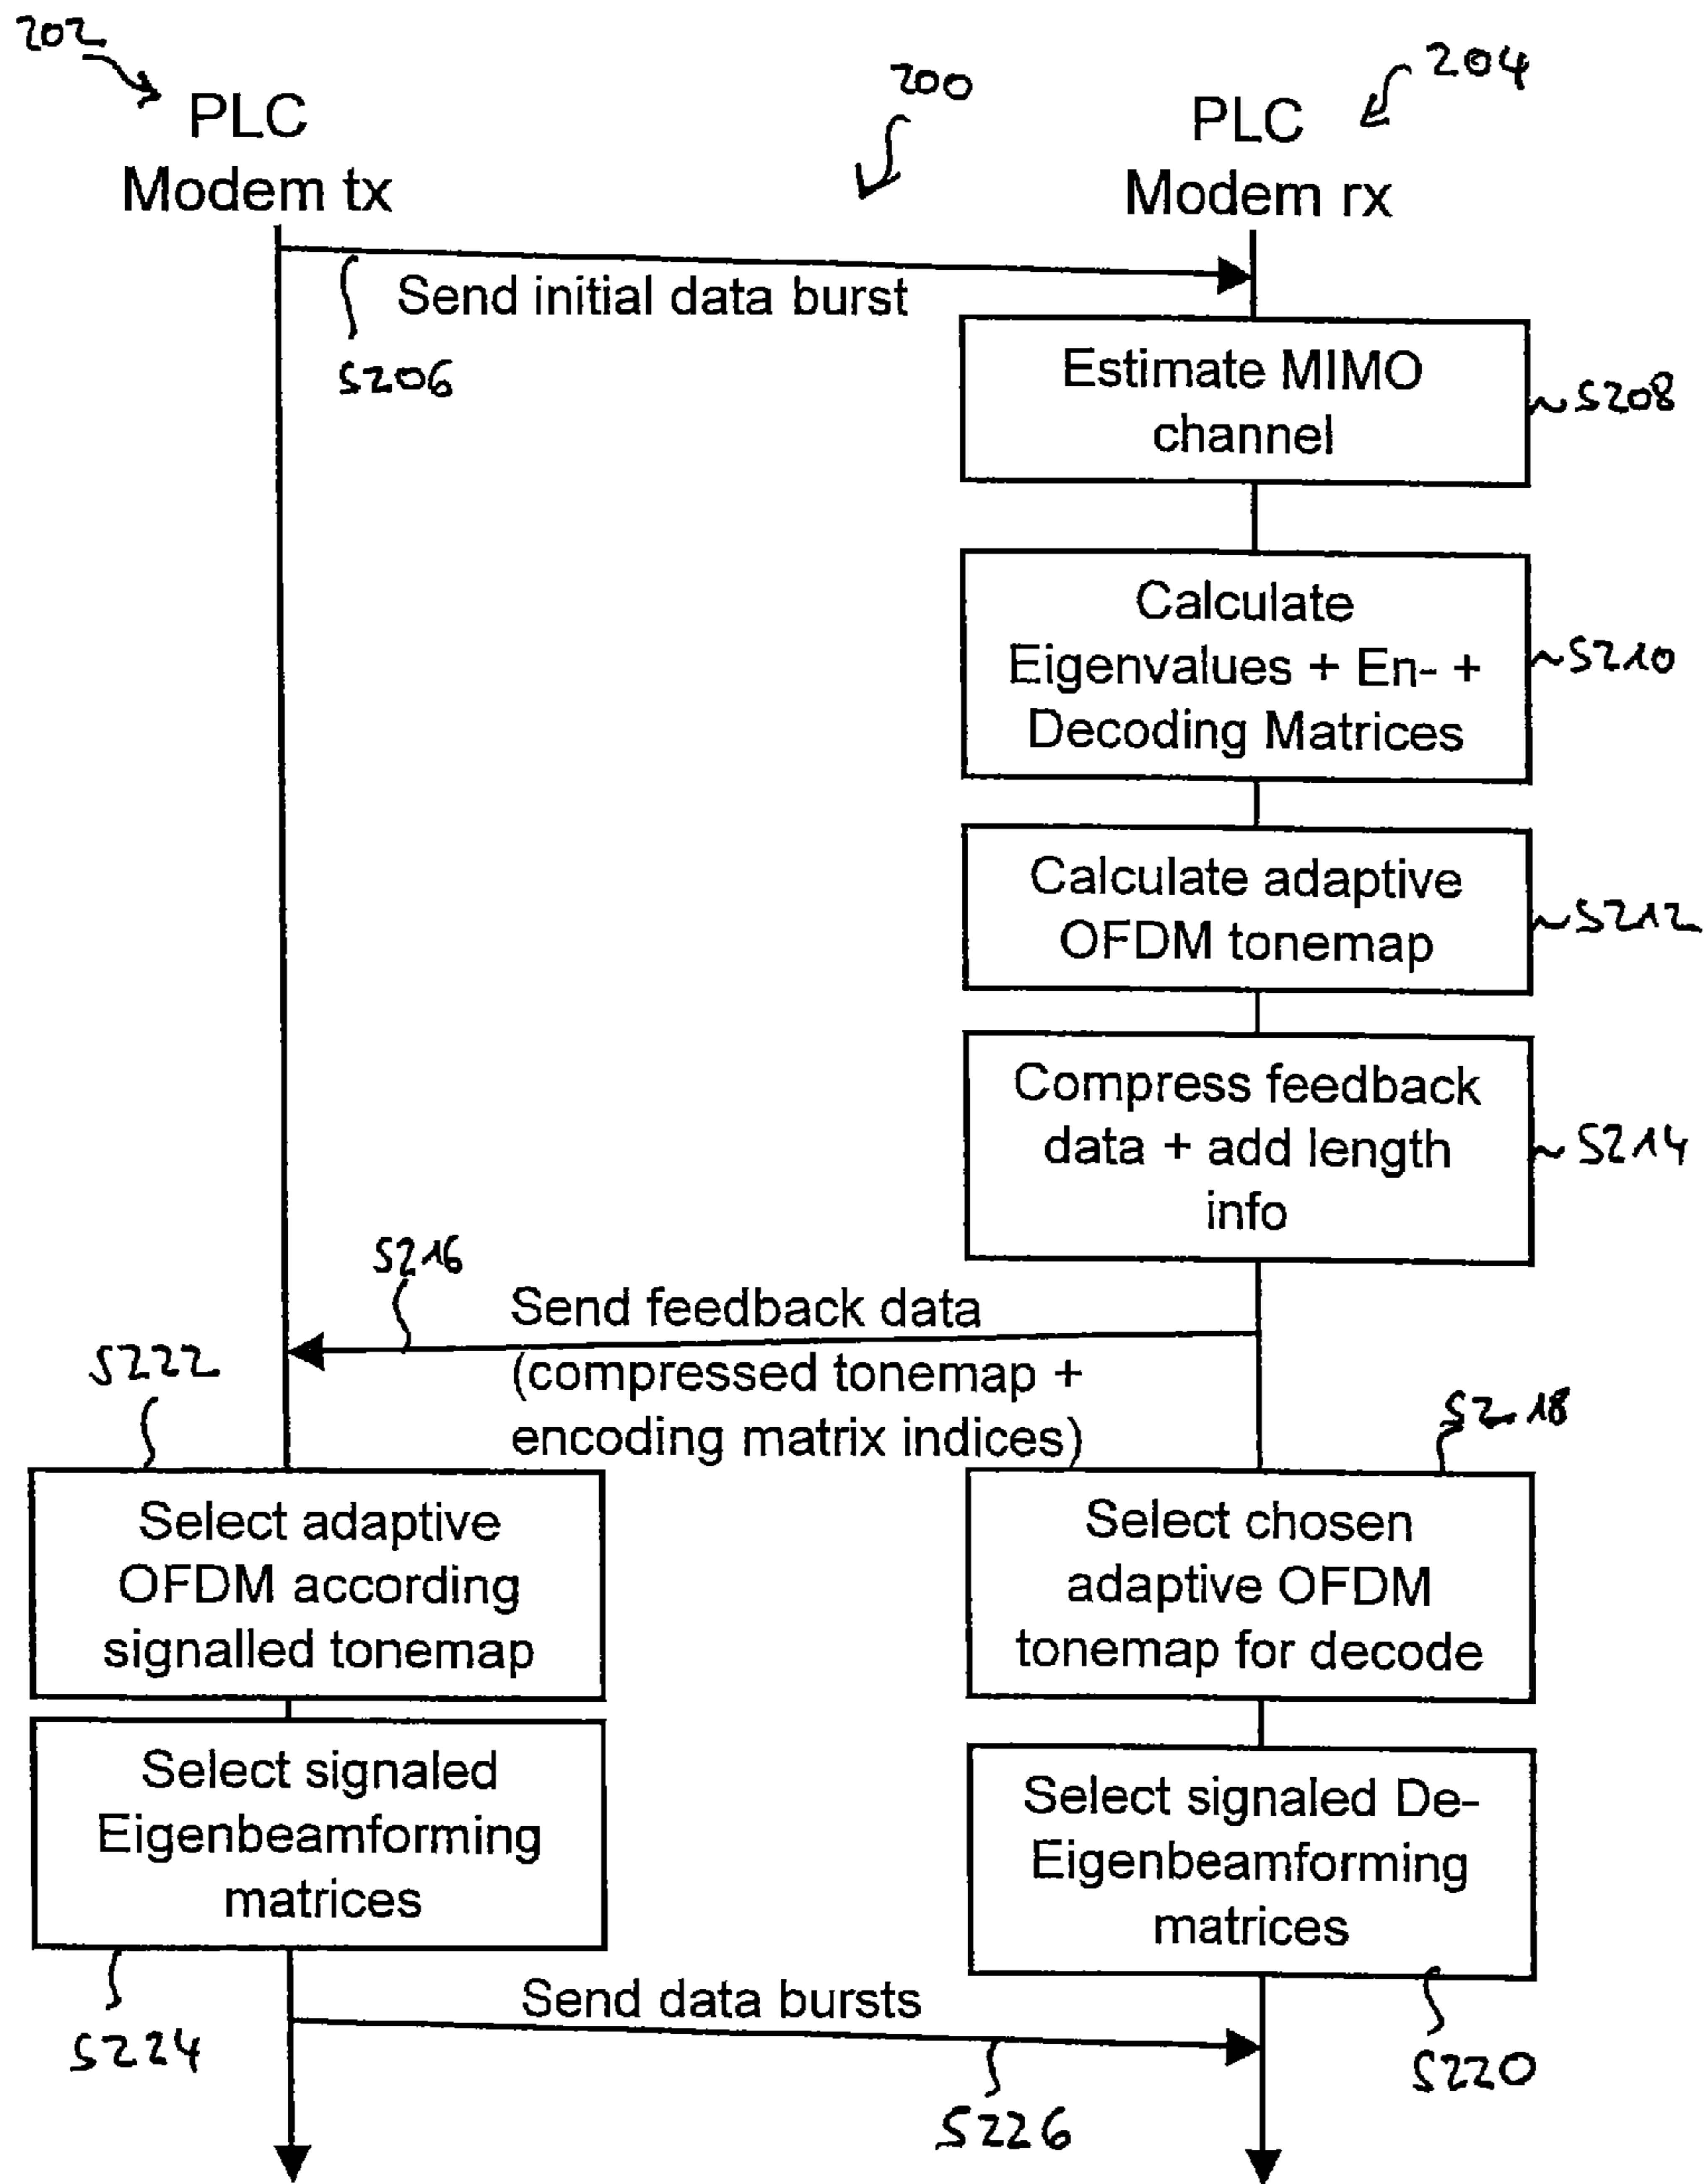 202
200
204
PLC
Modem tx
PLC
Modem rx
Send initial data burst
S206
Estimate MIMO
channel
S208
Calculate
Eigenvalues + En- +
Decoding Matrices
S210
Calculate adaptive
OFDM tonemap
S212
Compress feedback
data + add length
info
S214
S216
Send feedback data
(compressed tonemap +
encoding matrix indices)
S222
S218
Select adaptive
OFDM according
signalled tonemap
Select chosen
adaptive OFDM
tonemap for decode
Select signaled
Eigenbeamforming
matrices
Select signaled De-
Eigenbeamforming
matrices
Send data bursts
S224
S226
S220